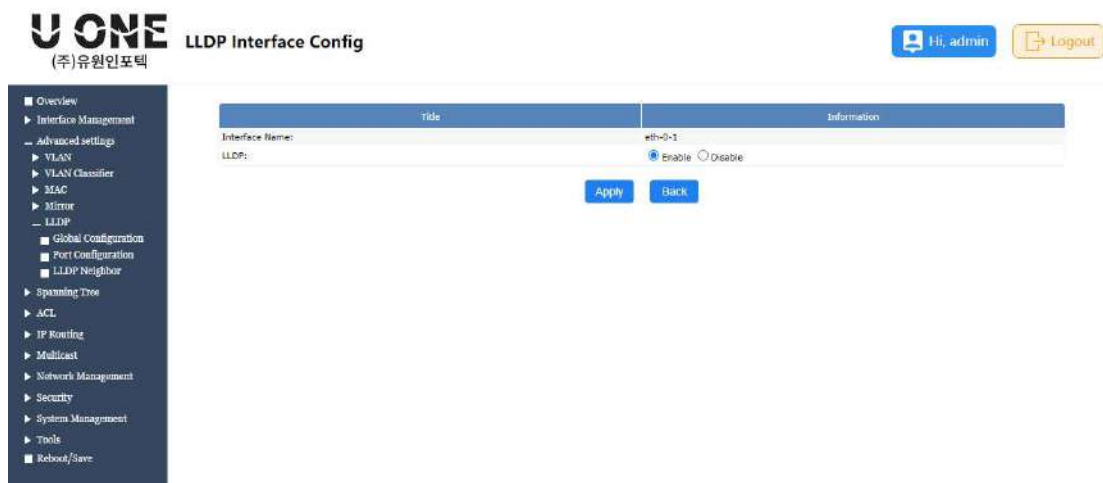 U ONE
(주)유원인포텍
LLDP Interface Config
Hi, admin
Logout
Overview
Interface Management
Advanced settings
VLAN
VLAN Classifier
MAC
Mirror
LLDP
Global Configuration
Port Configuration
LLDP Neighbor
Spanning Tree
ACL
IP Routing
Multicast
Network Management
Security
System Management
Tools
Reboot/Save
Title Information
Interface Name: eth-0-1
LLDP: Enable Disable
Apply Back